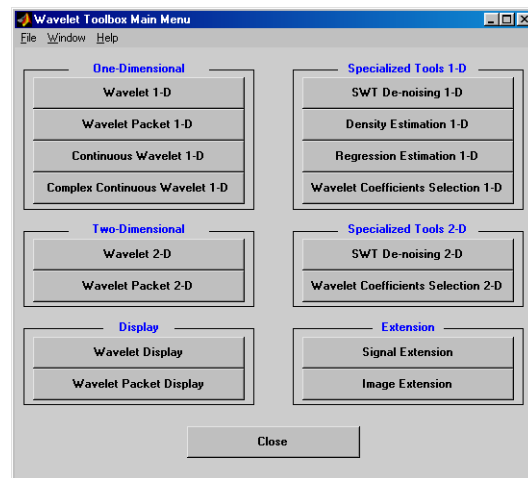 Wavelet Toolbox Main Menu
File Window Help
One-Dimensional
Wavelet 1-D
Wavelet Packet 1-D
Continuous Wavelet 1-D
Complex Continuous Wavelet 1-D
Specialized Tools 1-D
SWT De-noising 1-D
Density Estimation 1-D
Regression Estimation 1-D
Wavelet Coefficients Selection 1-D
Two-Dimensional
Wavelet 2-D
Wavelet Packet 2-D
Specialized Tools 2-D
SWT De-noising 2-D
Wavelet Coefficients Selection 2-D
Display
Wavelet Display
Wavelet Packet Display
Extension
Signal Extension
Image Extension
Close